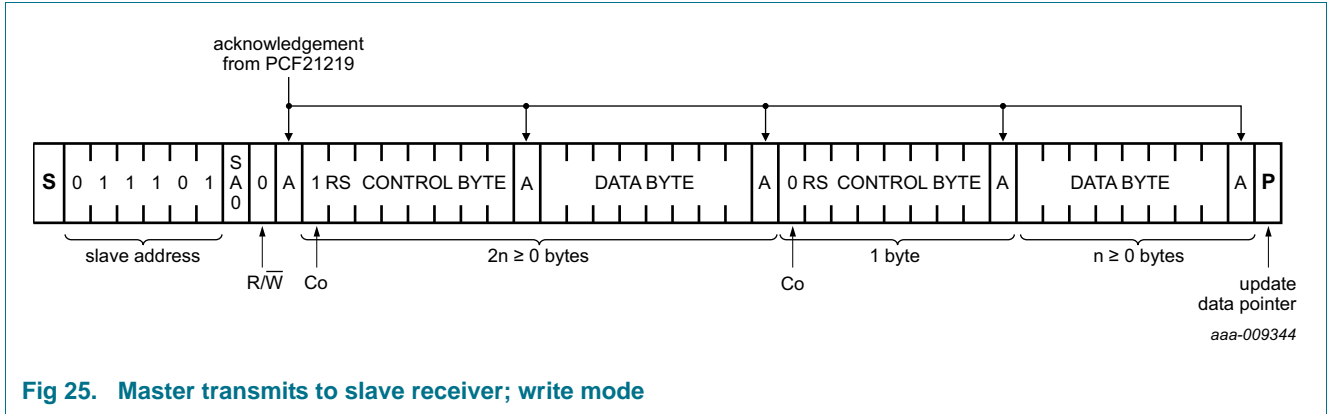 acknowledgement
from PCF21219
S 0 1 1 1 0 1 SA0 0 A 1 RS CONTROL BYTE A DATA BYTE A 0 RS CONTROL BYTE A DATA BYTE A P
slave address 2n ≥ 0 bytes 1 byte n ≥ 0 bytes
R/W̅ Co Co update
data pointer
aaa-009344
Fig 25. Master transmits to slave receiver; write mode